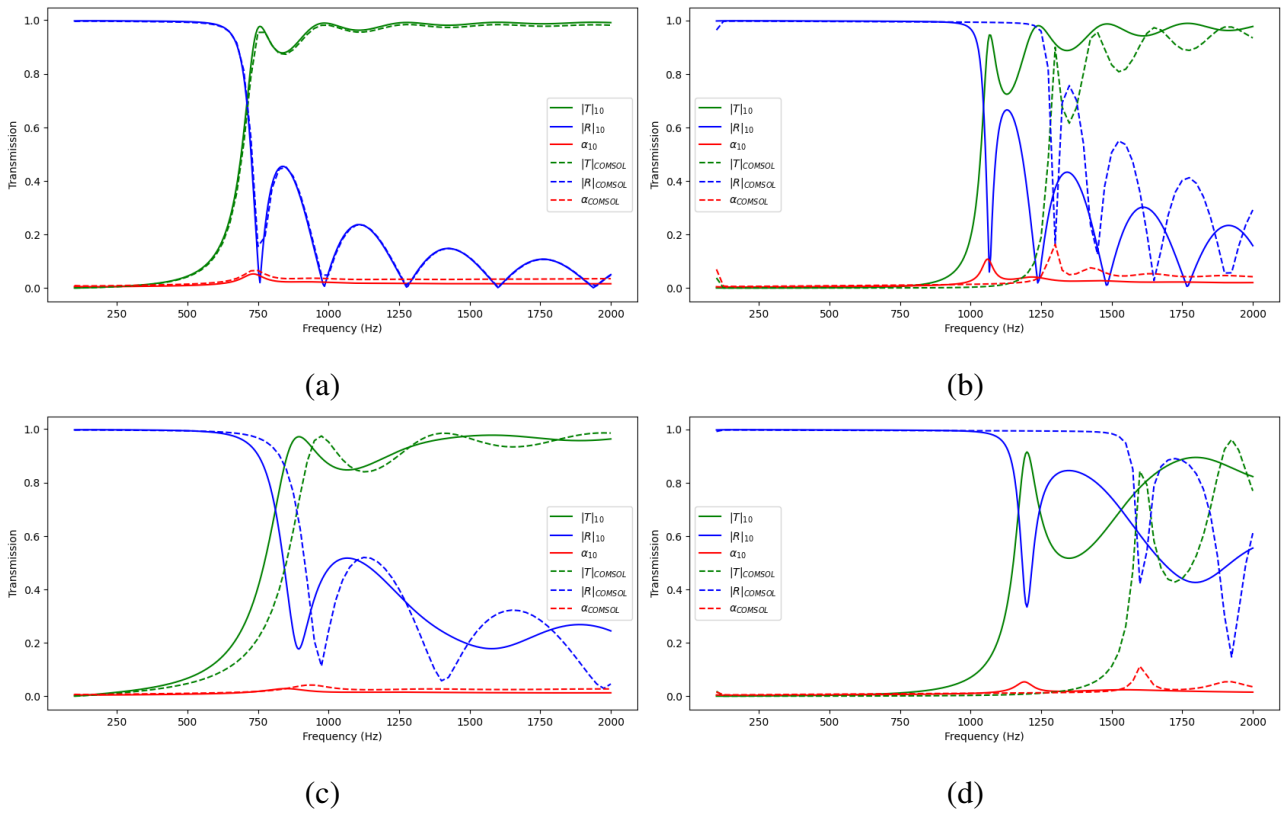 1.0
0.8
0.6
0.4
0.2
0.0
Transmission
250 500 750 1000 1250 1500 1750 2000
Frequency (Hz)
|T|₁₀
|R|₁₀
α₁₀
|T|COMSOL
|R|COMSOL
αCOMSOL
(a)
1.0
0.8
0.6
0.4
0.2
0.0
Transmission
250 500 750 1000 1250 1500 1750 2000
Frequency (Hz)
|T|₁₀
|R|₁₀
α₁₀
|T|COMSOL
|R|COMSOL
αCOMSOL
(b)
1.0
0.8
0.6
0.4
0.2
0.0
Transmission
250 500 750 1000 1250 1500 1750 2000
Frequency (Hz)
|T|₁₀
|R|₁₀
α₁₀
|T|COMSOL
|R|COMSOL
αCOMSOL
(c)
1.0
0.8
0.6
0.4
0.2
0.0
Transmission
250 500 750 1000 1250 1500 1750 2000
Frequency (Hz)
|T|₁₀
|R|₁₀
α₁₀
|T|COMSOL
|R|COMSOL
αCOMSOL
(d)